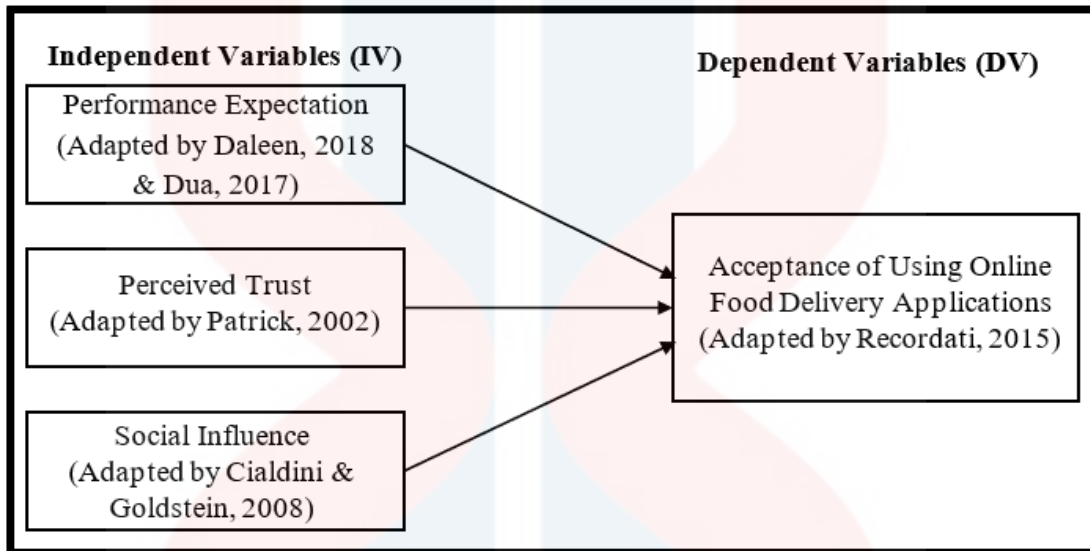 Independent Variables (IV)
Performance Expectation
(Adapted by Daleen, 2018
& Dua, 2017)
Perceived Trust
(Adapted by Patrick, 2002)
Social Influence
(Adapted by Cialdini &
Goldstein, 2008)
Dependent Variables (DV)
Acceptance of Using Online
Food Delivery Applications
(Adapted by Recordati, 2015)